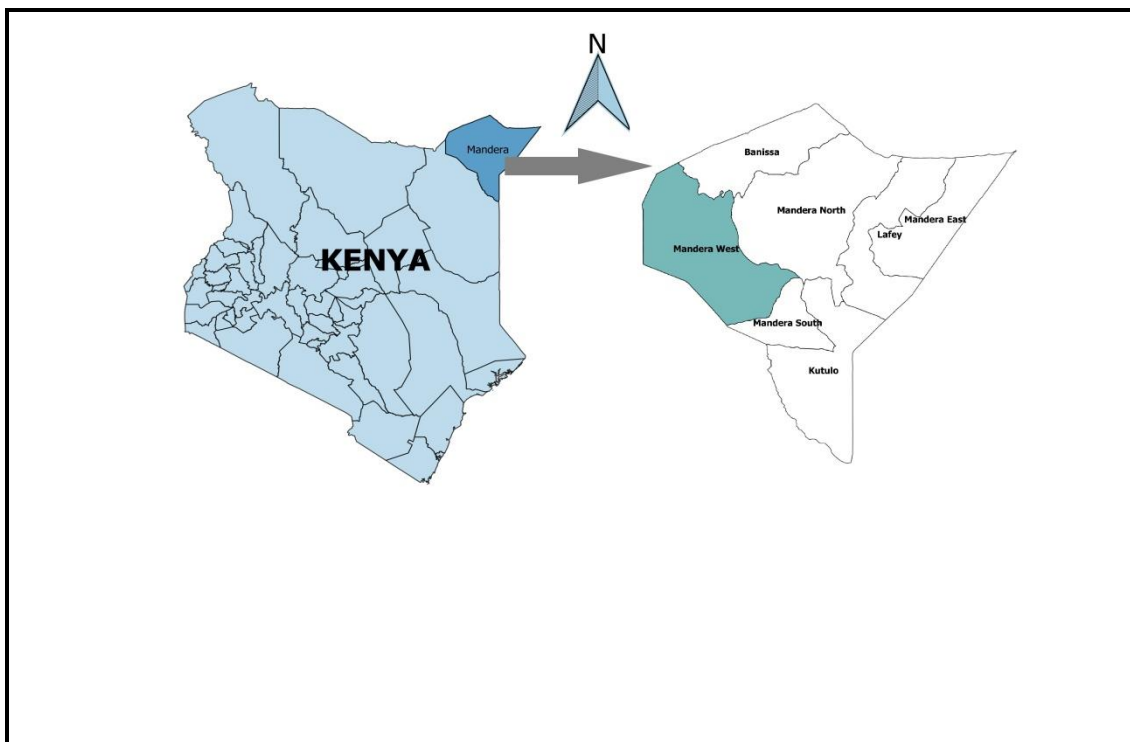 N
Mandera
KENYA
Banissa
Mandera North
Mandera East
Lafey
Mandera West
Mandera South
Kutulo